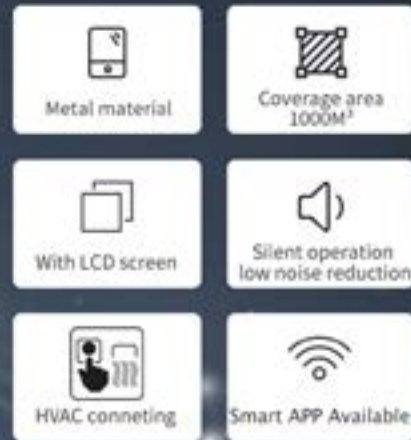 Metal material
Coverage area
1000M³
With LCD screen
Silent operation
low noise reduction
HVAC conneting
Smart APP Available